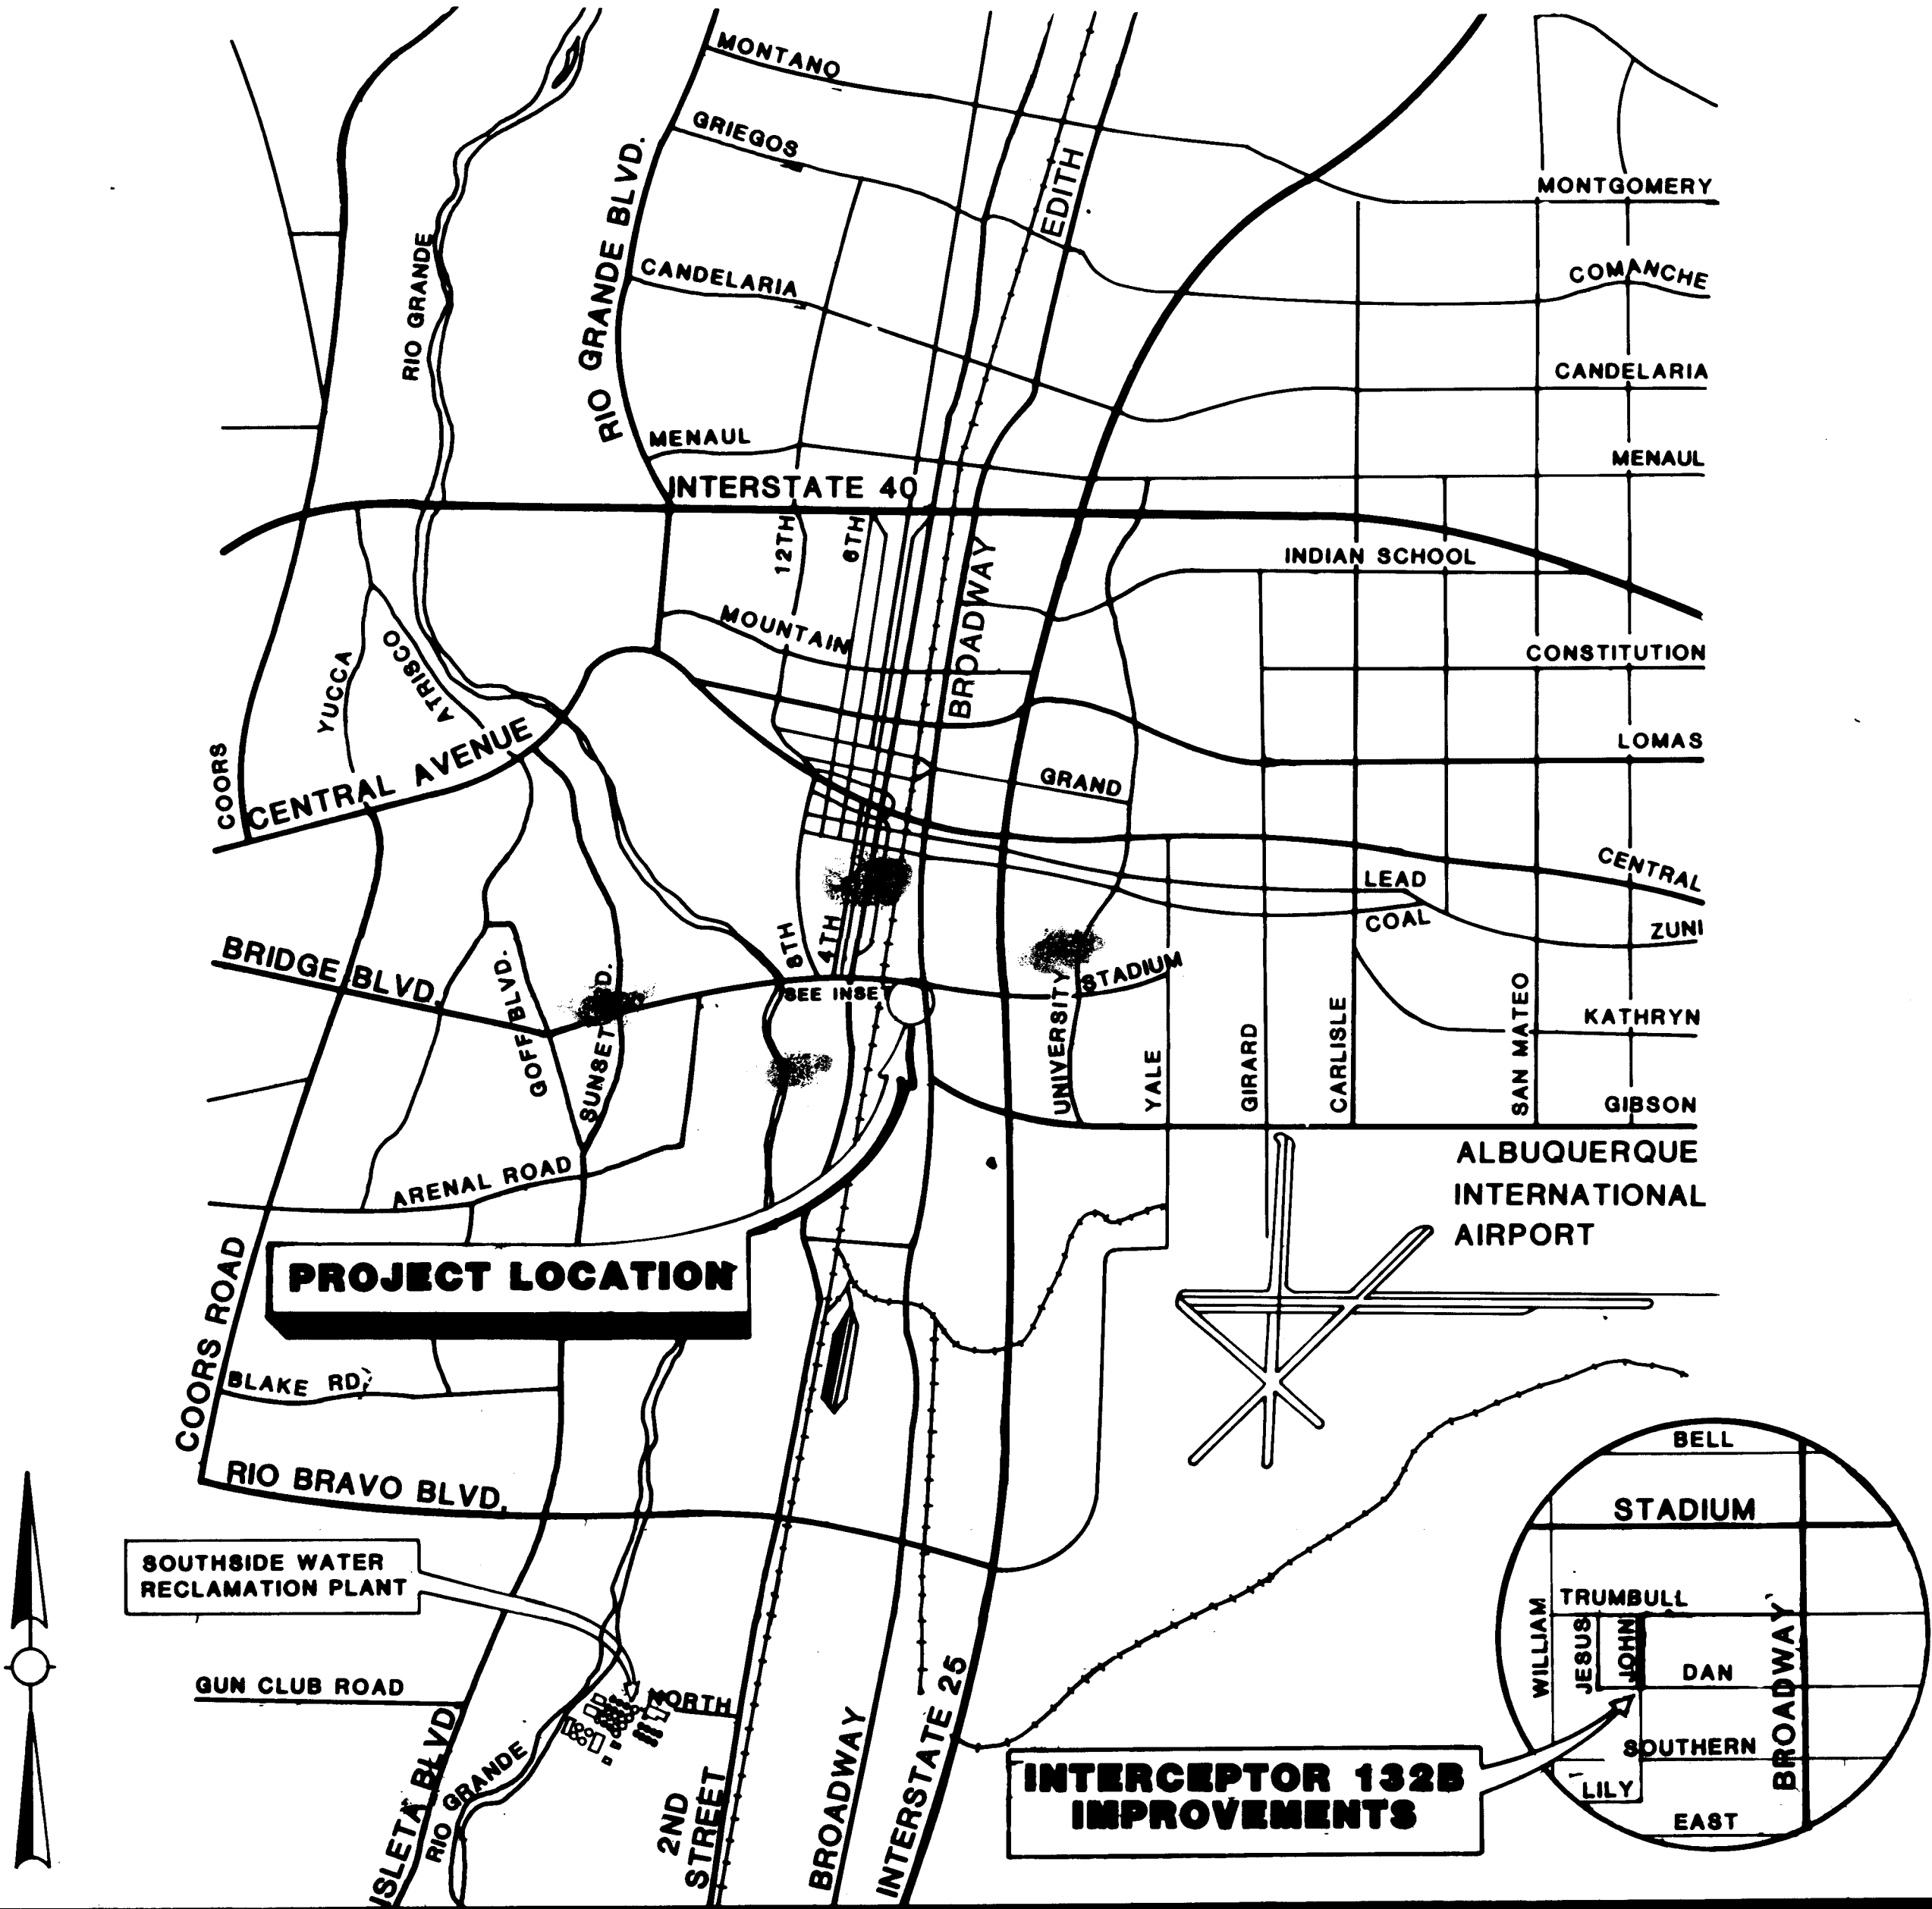 MONTANO
GRIEGOS
EDITH
RIO GRANDE BLVD.
MONTGOMERY
RIO GRANDE
CANDELARIA
COMANCHE
CANDELARIA
MENAUL
MENAUL
INTERSTATE 40
12TH
6TH
BROADWAY
INDIAN SCHOOL
MOUNTAIN
YUCCA
ATRISCO
CONSTITUTION
COORS
CENTRAL AVENUE
LOMAS
GRAND
CENTRAL
LEAD
COAL
ZUNI
BRIDGE BLVD.
GOFF BLVD.
SUNSET
8TH
4TH
SEE INSE
STADIUM
UNIVERSITY
YALE
GIRARD
CARLISLE
SAN MATEO
KATHRYN
GIBSON
ALBUQUERQUE
INTERNATIONAL
AIRPORT
ARENAL ROAD
PROJECT LOCATION
COORS ROAD
BLAKE RD.
RIO BRAVO BLVD.
SOUTHSIDE WATER
RECLAMATION PLANT
GUN CLUB ROAD
NORTH
ISLETA BLVD.
RIO GRANDE
2ND
STREET
BROADWAY
INTERSTATE 25
INTERCEPTOR 132B
IMPROVEMENTS
BELL
STADIUM
TRUMBULL
WILLIAM
JESUS
JOHN
DAN
BROADWAY
SOUTHERN
LILY
EAST